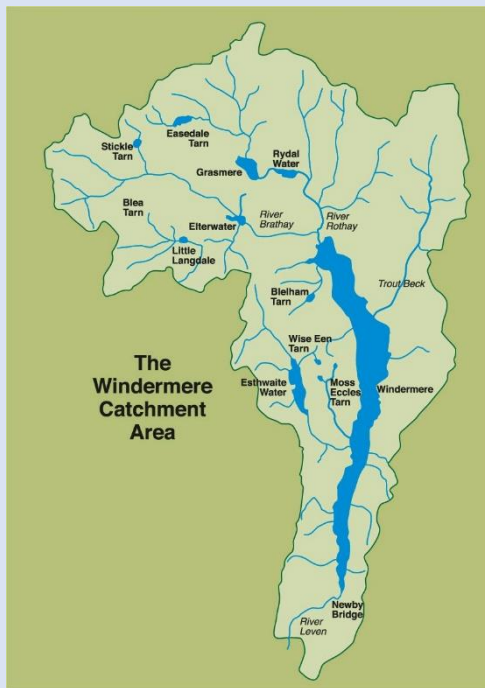 Easedale
Tarn
Stickle
Tarn
Rydal
Water
Grasmere
Blea
Tarn
Elterwater
River
Brathay
River
Rothay
Little
Langdale
Blelham
Tarn
Trout Beck
Wise Een
Tarn
The
Windermere
Catchment
Area
Esthwaite
Water
Moss
Eccles
Tarn
Windermere
Newby
Bridge
River
Leven